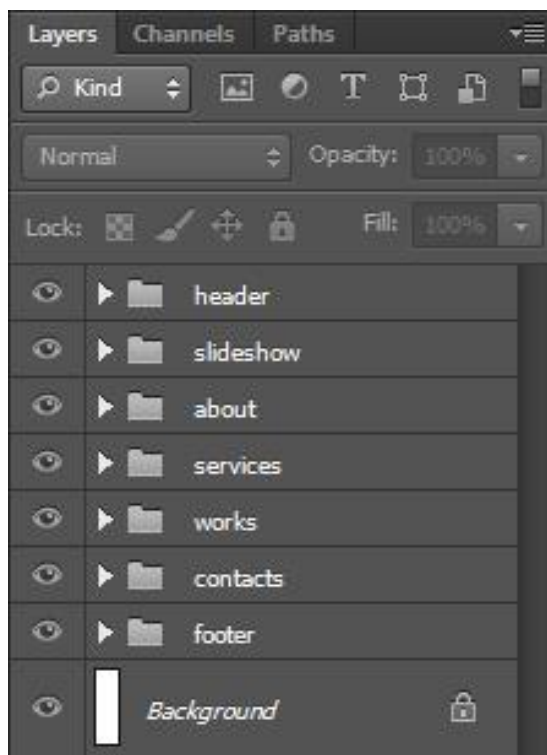 Layers Channels Paths
Kind T
Normal Opacity: 100%
Lock: Fill: 100%
header
slideshow
about
services
works
contacts
footer
Background